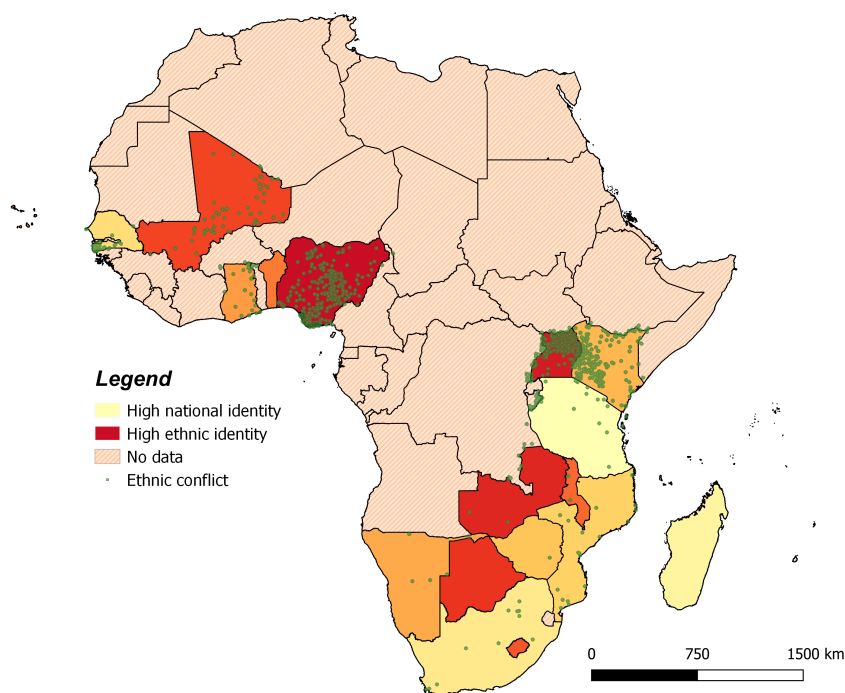 Legend
High national identity
High ethnic identity
No data
Ethnic conflict
0 750 1500 km